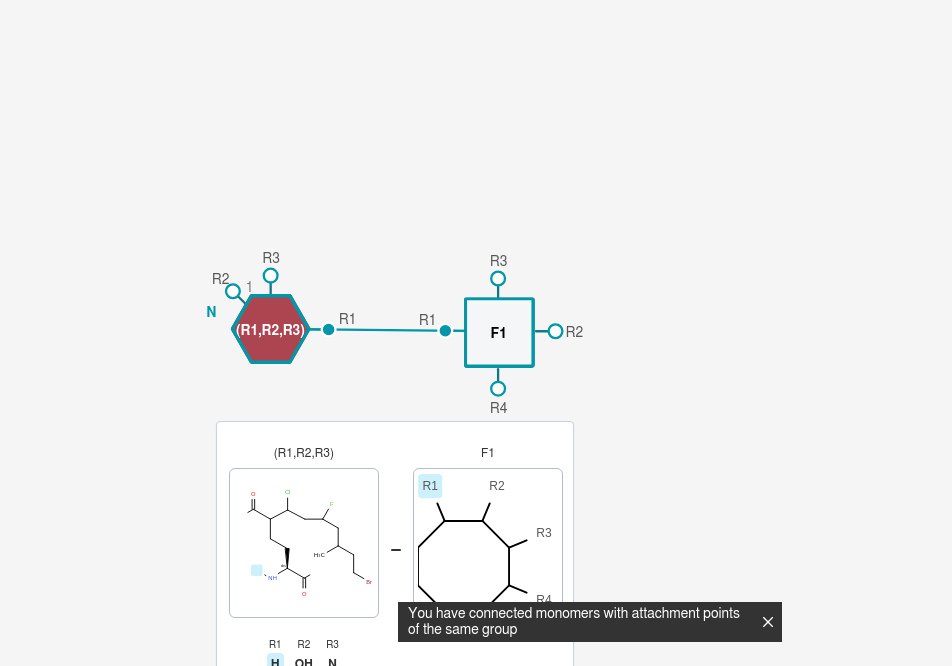 R3
R3
R2
1
N
(R1,R2,R3)
R1
R1
F1
R2
R4
(R1,R2,R3)
F1
R1
R2
R3
R4
O
Cl
F
H₃C
NH
O
Br
–
You have connected monomers with attachment points
of the same group
R1 R2 R3
H OH N